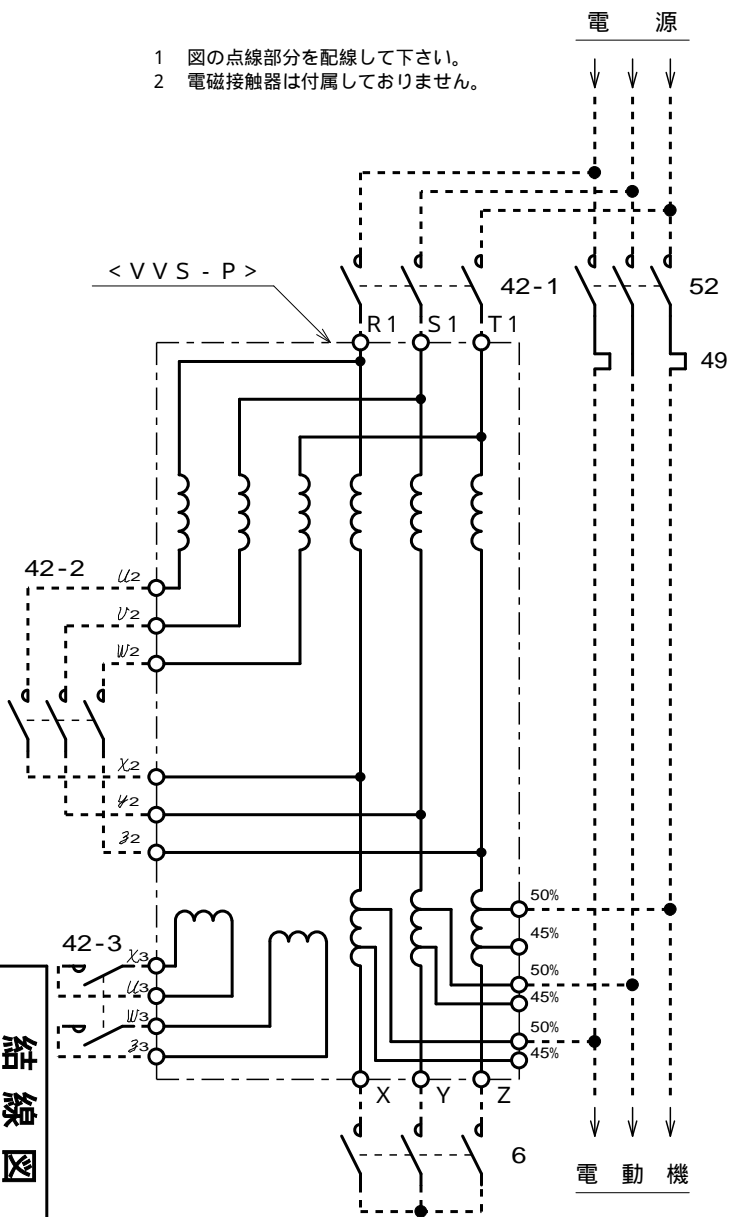 電 源
1 図の点線部分を配線して下さい。
2 電磁接触器は付属しておりません。
<VVS-P>
42-1
52
R1 S1 T1
49
42-2
U2
V2
W2
X2
Y2
Z2
50%
45%
42-3
X3
U3
50%
45%
W3
Z3
50%
45%
X Y Z
6
電 動 機
結線図